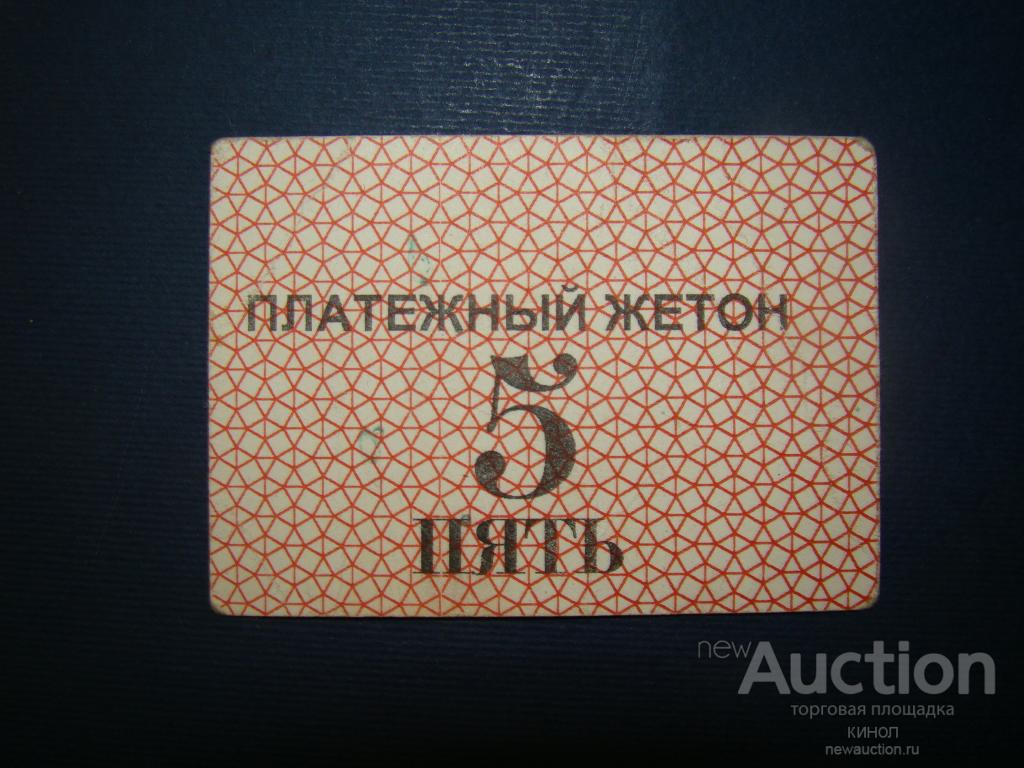 ПЛАТЕЖНЫЙ ЖЕТОН
5
ПЯТЬ
newAuction
торговая площадка
КИНОЛ
newauction.ru